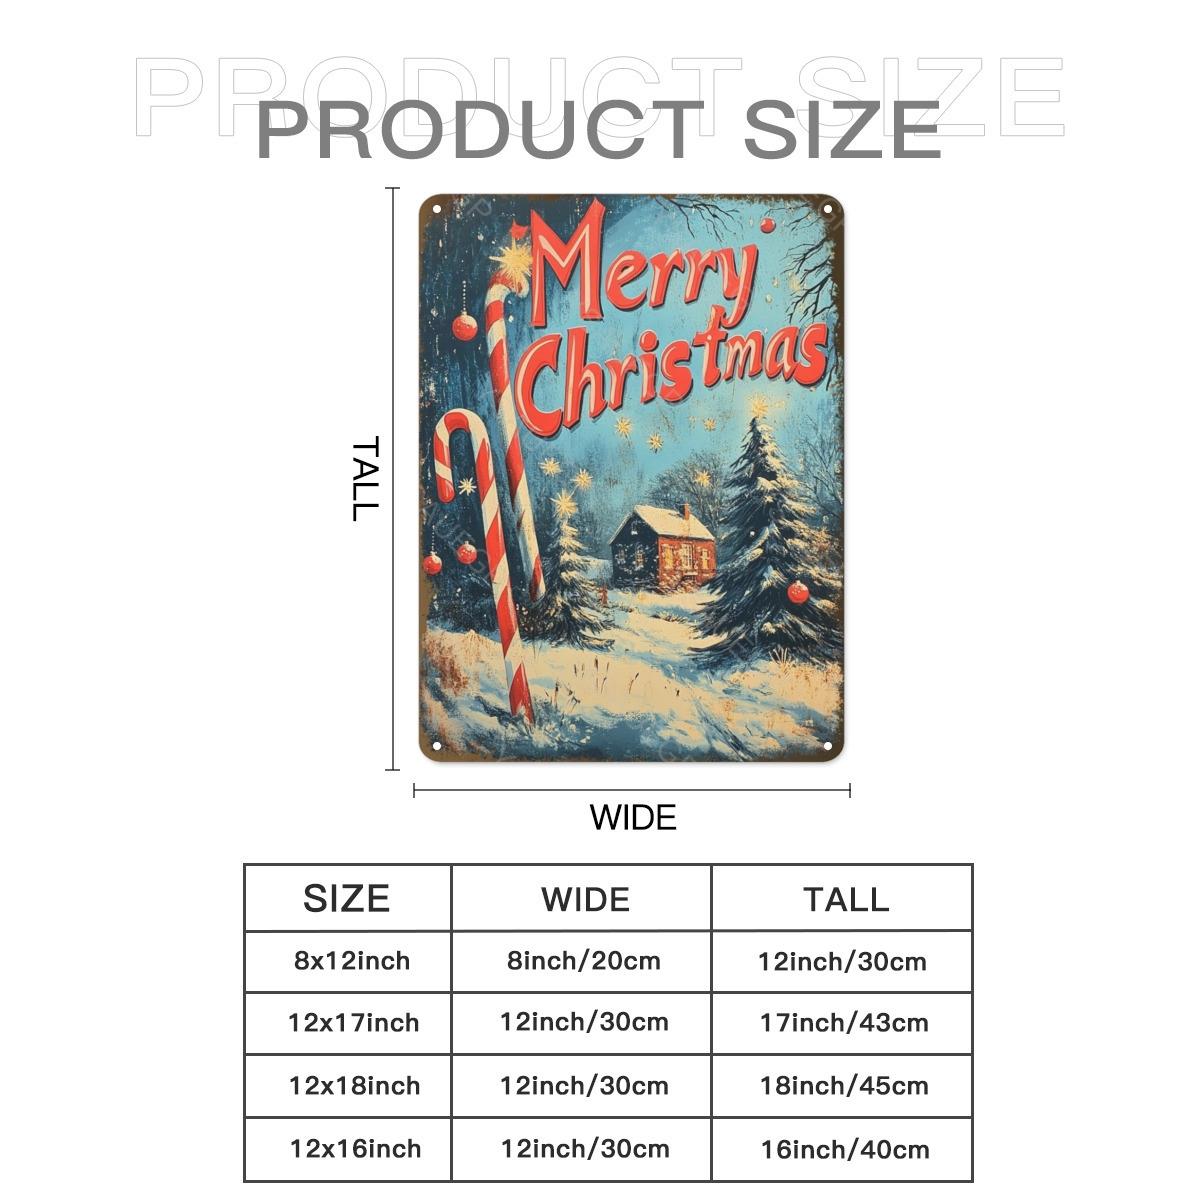 PRODUCT SIZE
PRODUCT SIZE
Merry
Christmas
TALL
WIDE
SIZE WIDE TALL
8x12inch 8inch/20cm 12inch/30cm
12x17inch 12inch/30cm 17inch/43cm
12x18inch 12inch/30cm 18inch/45cm
12x16inch 12inch/30cm 16inch/40cm